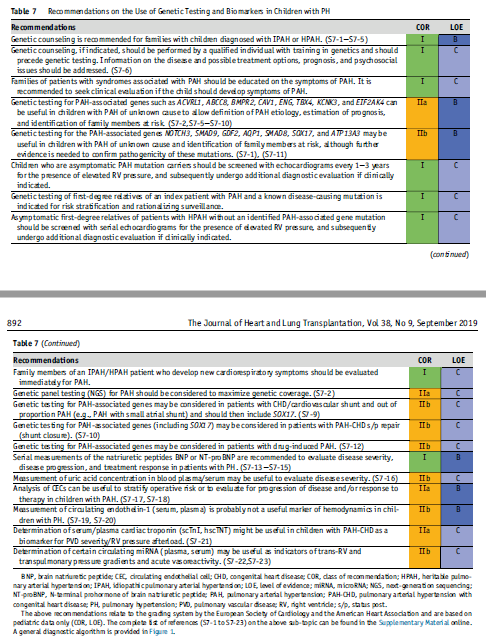 Table 7 Recommendations on the Use of Genetic Testing and Biomarkers in Children with PH
Recommendations COR LOE
Genetic counseling is recommended for families with children diagnosed with IPAH or HPAH. (S7-1—S7-5) I B
Genetic counseling, if indicated, should be performed by a qualified individual with training in genetics and should I C
precede genetic testing. Information on the disease and possible treatment options, prognosis, and psychosocial
issues should be addressed. (S7-6)
Families of patients with syndromes associated with PAH should be educated on the symptoms of PAH. It is I C
recommended to seek clinical evaluation if the child should develop symptoms of PAH.
Genetic testing for PAH-associated genes such as ACVRL1, ABCC8, BMPR2, CAV1, ENG, TBX4, KCNK3, and EIF2AK4 can IIa B
be useful in children with PAH of unknown cause to allow definition of PAH etiology, estimation of prognosis,
and identification of family members at risk. (S7-2,S7-5—S7-10)
Genetic testing for the PAH-associated genes NOTCH3, SMAD9, GDF2, AQP1, SMAD8, SOX17, and ATP13A3 may be IIb B
useful in children with PAH of unknown cause and identification of family members at risk, although further
evidence is needed to confirm pathogenicity of these mutations. (S7-1), (S7-11)
Children who are asymptomatic PAH mutation carriers should be screened with echocardiograms every 1—3 years I C
for the presence of elevated RV pressure, and subsequently undergo additional diagnostic evaluation if clinically
indicated.
Genetic testing of first-degree relatives of an index patient with PAH and a known disease-causing mutation is I C
indicated for risk stratification and rationalizing surveillance.
Asymptomatic first-degree relatives of patients with HPAH without an identified PAH-associated gene mutation I C
should be screened with serial echocardiograms for the presence of elevated RV pressure, and subsequently
undergo additional diagnostic evaluation if clinically indicated.
(continued)
892 The Journal of Heart and Lung Transplantation, Vol 38, No 9, September 2019
Table 7 (Continued)
Recommendations COR LOE
Family members of an IPAH/HPAH patient who develop new cardiorespiratory symptoms should be evaluated I C
immediately for PAH.
Genetic panel testing (NGS) for PAH should be considered to maximize genetic coverage. (S7-2) IIa C
Genetic testing for PAH-associated genes may be considered in patients with CHD/cardiovascular shunt and out of IIb C
proportion PAH (e.g., PAH with small atrial shunt) and should then include SOX17. (S7-9)
Genetic testing for PAH-associated genes (including SOX17) may be considered in patients with PAH-CHD s/p repair IIb C
(shunt closure). (S7-10)
Genetic testing for PAH-associated genes may be considered in patients with drug-induced PAH. (S7-12) IIb C
Serial measurements of the natriuretic peptides BNP or NT-proBNP are recommended to evaluate disease severity, I B
disease progression, and treatment response in patients with PH. (S7-13—S7-15)
Measurement of uric acid concentration in blood plasma/serum may be useful to evaluate disease severity. (S7-16) IIb C
Analysis of CECs can be useful to stratify operative risk or to evaluate for progression of disease and/or response to IIa B
therapy in children with PAH. (S7-17, S7-18)
Measurement of circulating endothelin-1 (serum, plasma) is probably not a useful marker of hemodynamics in chil- IIb B
dren with PH. (S7-19, S7-20)
Determination of serum/plasma cardiac troponin (scTnI, hscTNT) might be useful in children with PAH-CHD as a IIa C
biomarker for PVD severity/RV pressure afterload. (S7-21)
Determination of certain circulating miRNA (plasma, serum) may be useful as indicators of trans-RV and IIb C
transpulmonary pressure gradients and acute vasoreactivity. (S7-22,S7-23)
BNP, brain natriuretic peptide; CEC, circulating endothelial cell; CHD, congenital heart disease; COR, class of recommendation; HPAH, heritable pulmo-
nary arterial hypertension; IPAH, idiopathic pulmonary arterial hypertension; LOE, level of evidence; miRNA, microRNA; NGS, next-generation sequencing;
NT-proBNP, N-terminal prohormone of brain natriuretic peptide; PAH, pulmonary arterial hypertension; PAH-CHD, pulmonary arterial hypertension with
congenital heart disease; PH, pulmonary hypertension; PVD, pulmonary vascular disease; RV, right ventricle; s/p, status post.
The above recommendations relate to the grading system by the European Society of Cardiology and the American Heart Association and are based on
pediatric data only (COR, LOE). The complete list of references (S7-1 to S7-23) on the above sub-topic can be found in the Supplementary Material online.
A general diagnostic algorithm is provided in Figure 1.